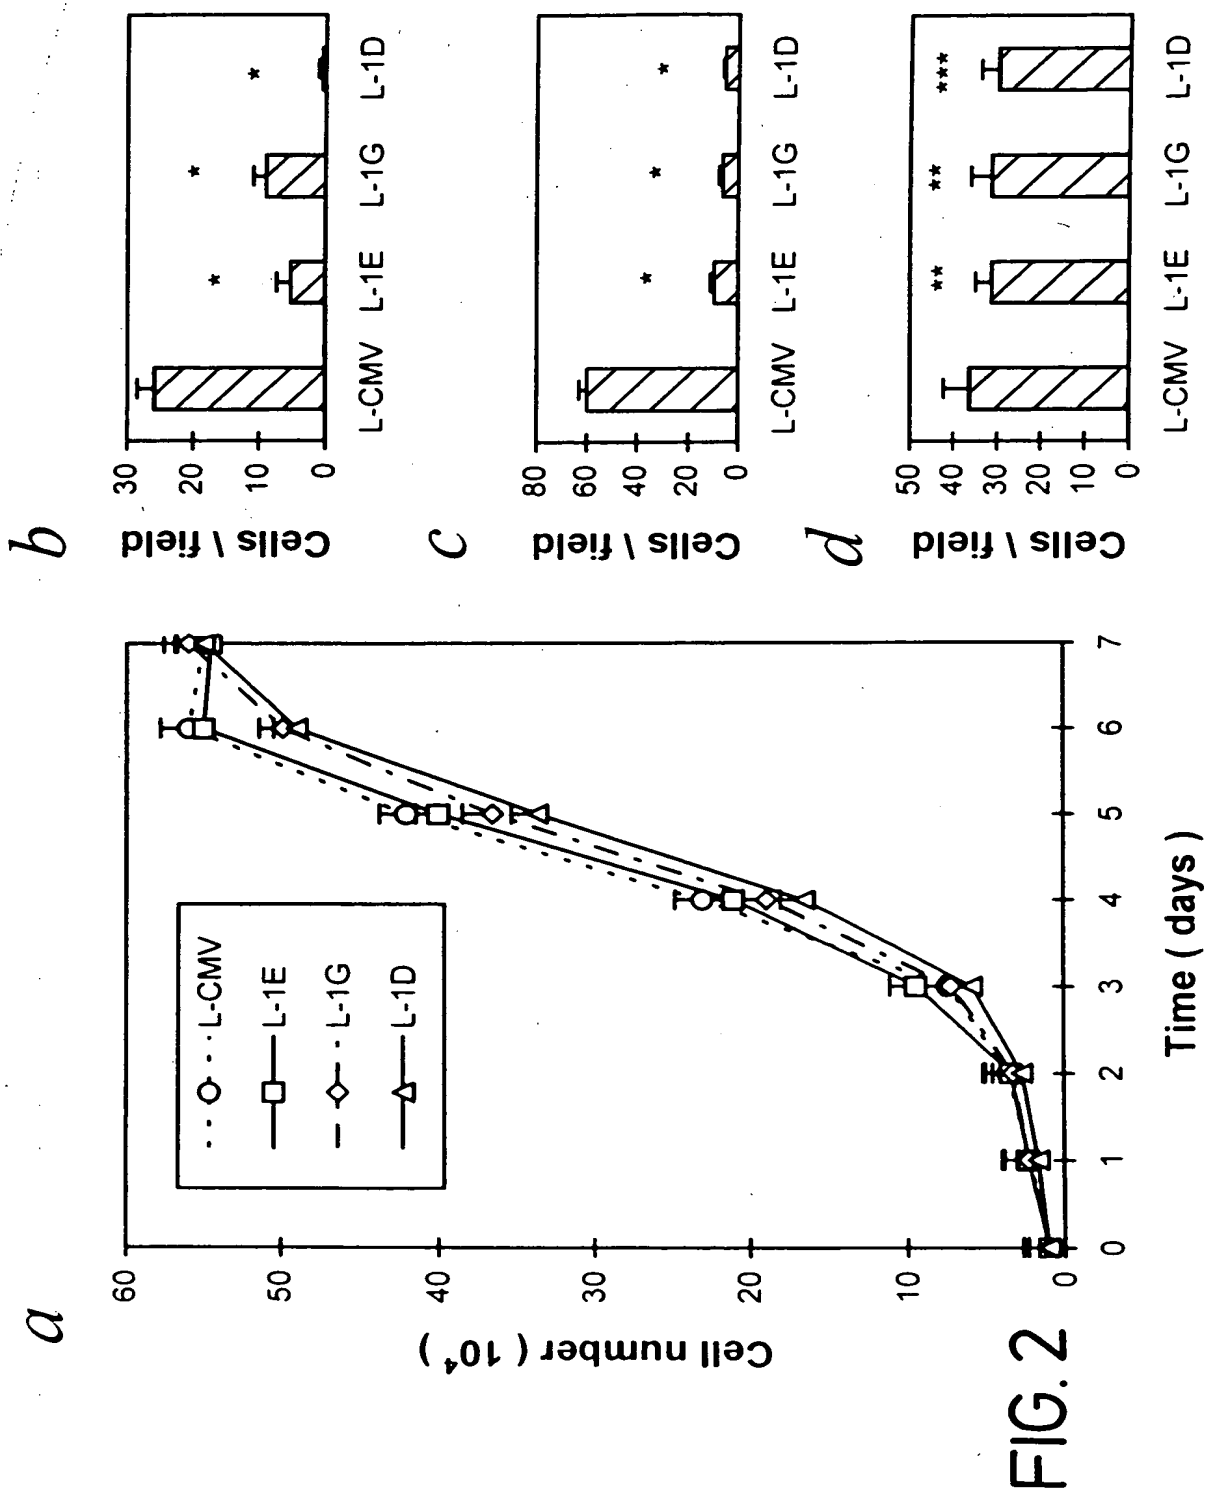 a
Cell number ( 10⁴ )
60
50
40
30
20
10
0
L-CMV
L-1E
L-1G
L-1D
0 1 2 3 4 5 6 7
Time ( days )
b
Cells \ field
30
20
10
0
* * *
L-CMV L-1E L-1G L-1D
c
Cells \ field
80
60
40
20
0
* * *
L-CMV L-1E L-1G L-1D
d
Cells \ field
50
40
30
20
10
0
** ** ***
L-CMV L-1E L-1G L-1D
FIG. 2